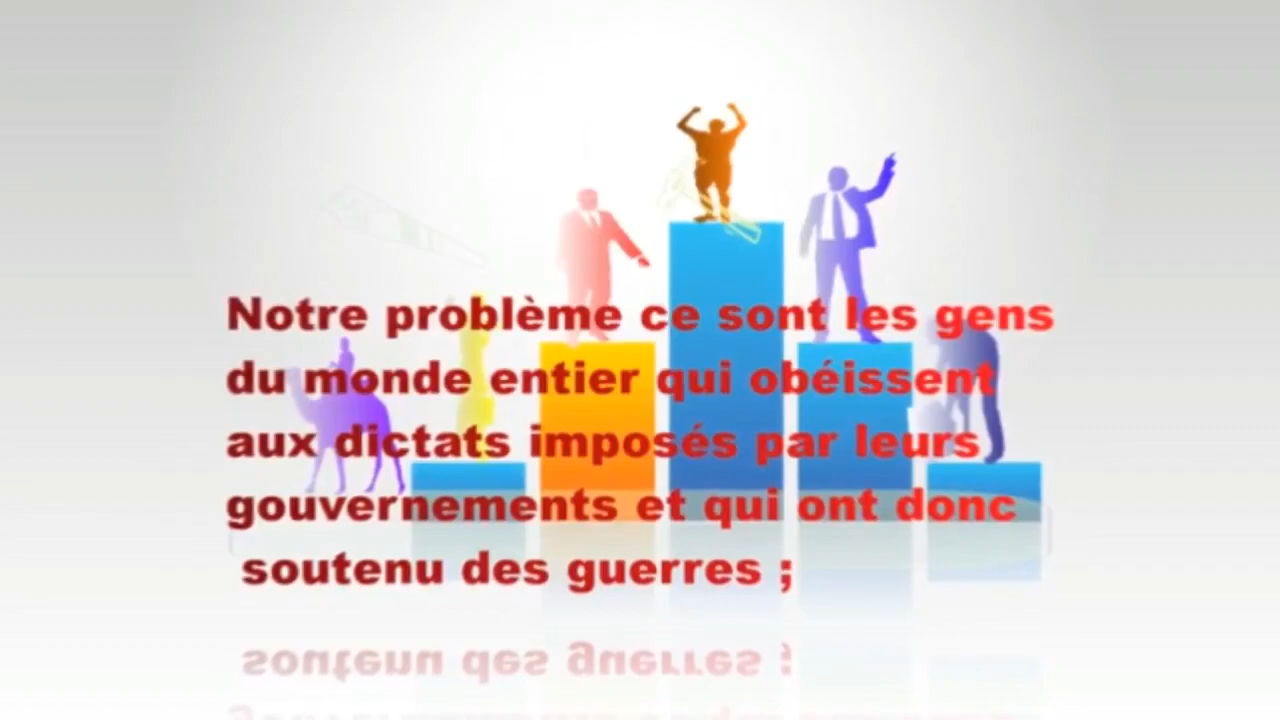 Notre problème ce sont les gens
du monde entier qui obéissent
aux dictats imposés par leurs
gouvernements et qui ont donc
soutenu des guerres ;